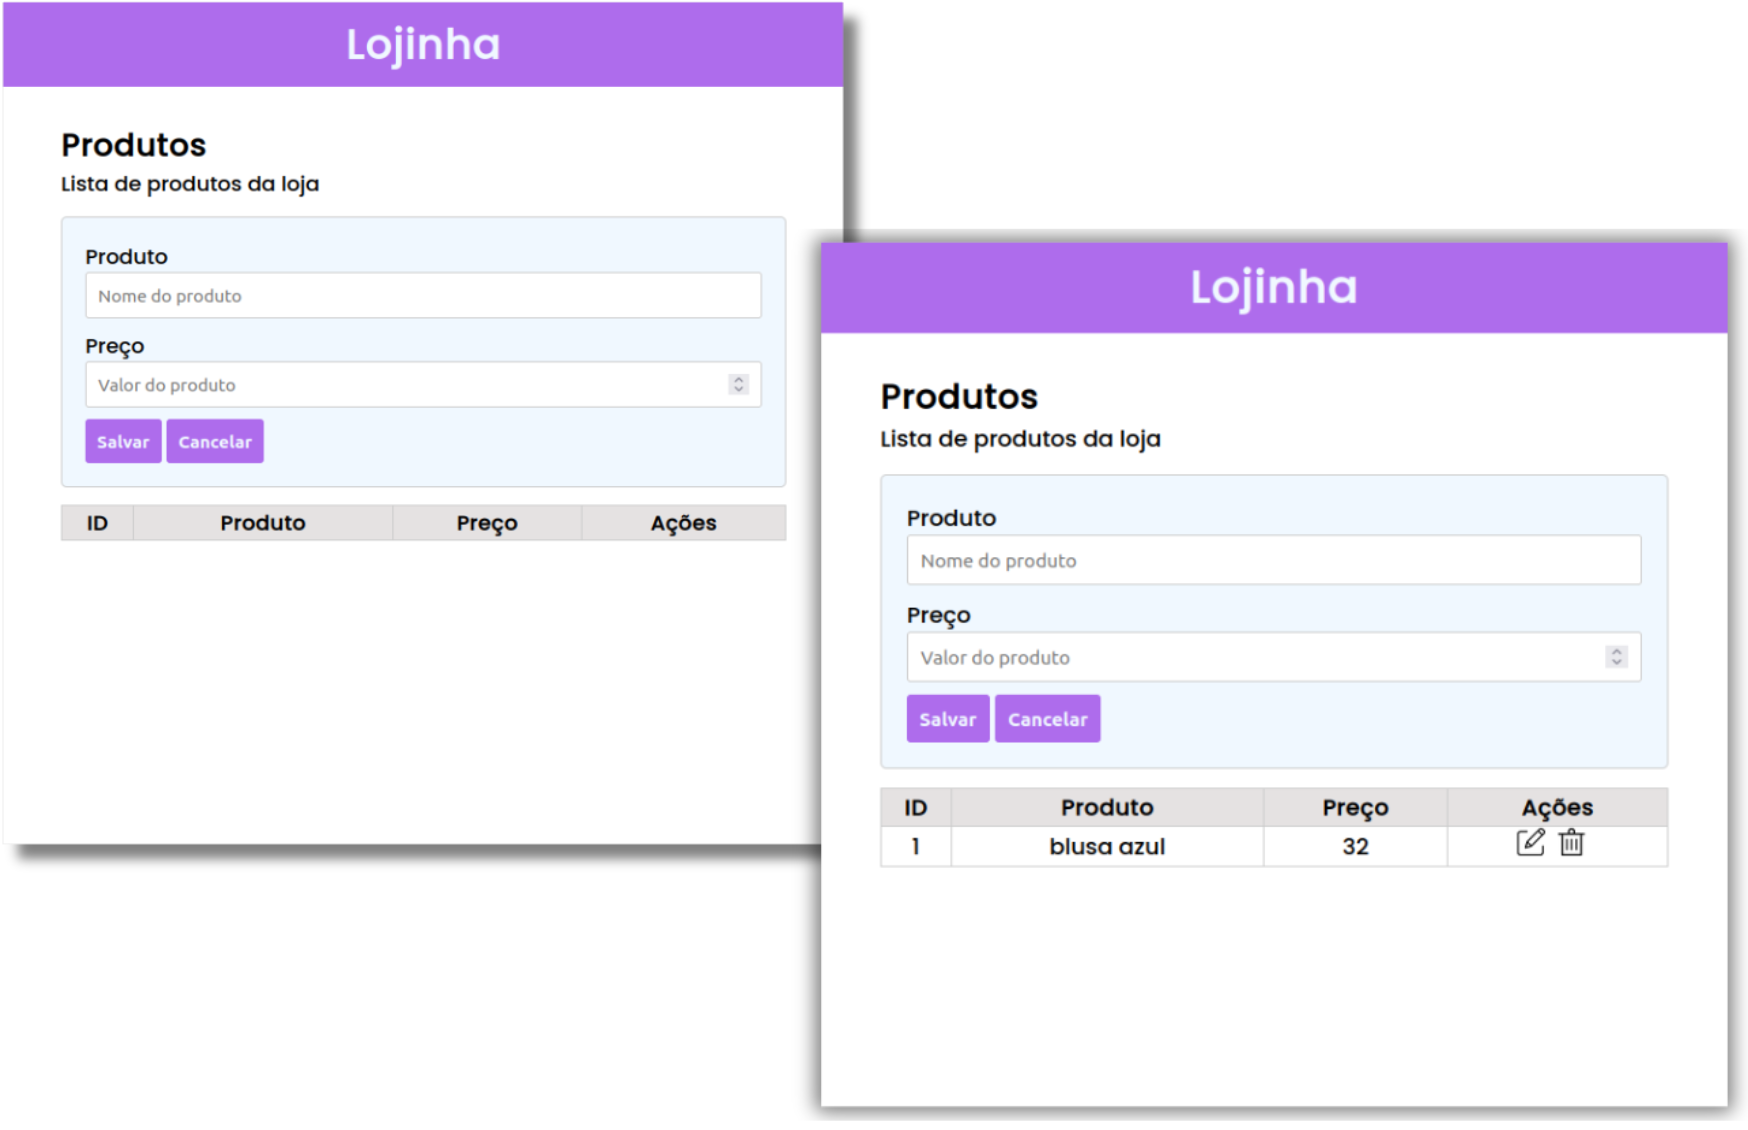 Lojinha
Produtos
Lista de produtos da loja
Produto
Nome do produto
Preço
Valor do produto
Salvar Cancelar
ID Produto Preço Ações
Lojinha
Produtos
Lista de produtos da loja
Produto
Nome do produto
Preço
Valor do produto
Salvar Cancelar
ID Produto Preço Ações
1 blusa azul 32